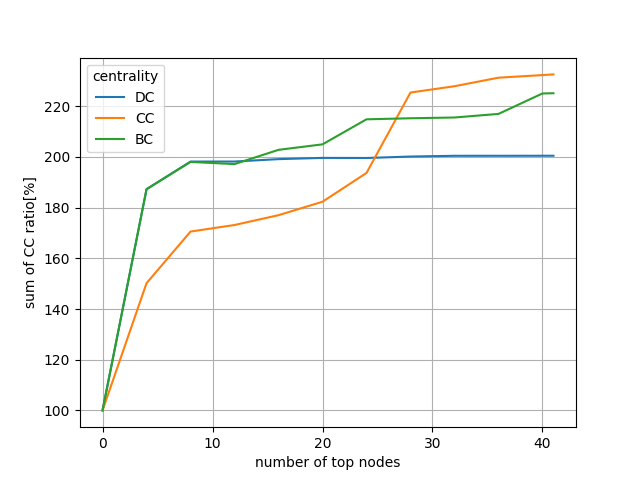 centrality
DC
CC
BC
220
200
180
160
140
120
100
sum of CC ratio[%]
0 10 20 30 40
number of top nodes